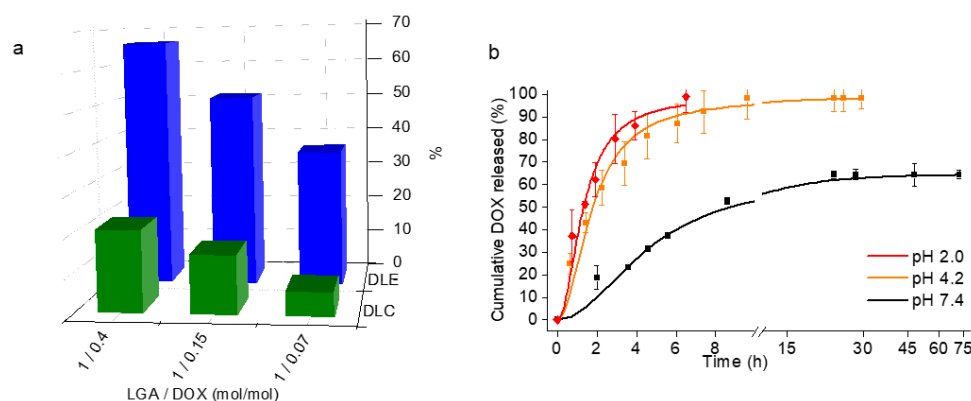 a
70
60
50
40
30
20
10
0
%
DLE
DLC
1 / 0.4
1 / 0.15
1 / 0.07
LGA / DOX (mol/mol)
b
Cumulative DOX released (%)
100
90
80
70
60
50
40
30
20
10
0
pH 2.0
pH 4.2
pH 7.4
0 2 4 6 8 15 30 45 60 75
Time (h)